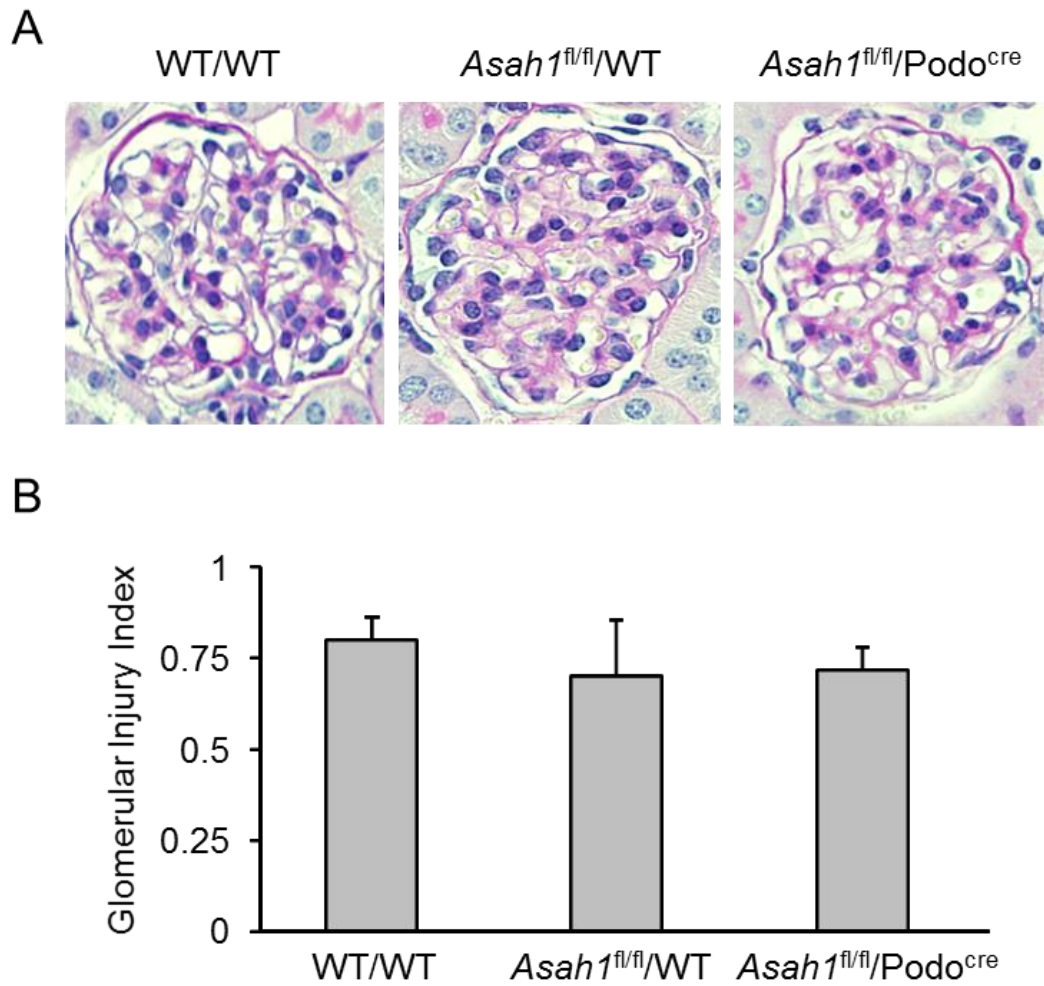 A
WT/WT Asah1fl/fl/WT Asah1fl/fl/Podocre
B
Glomerular Injury Index
1
0.75
0.5
0.25
0
WT/WT Asah1fl/fl/WT Asah1fl/fl/Podocre